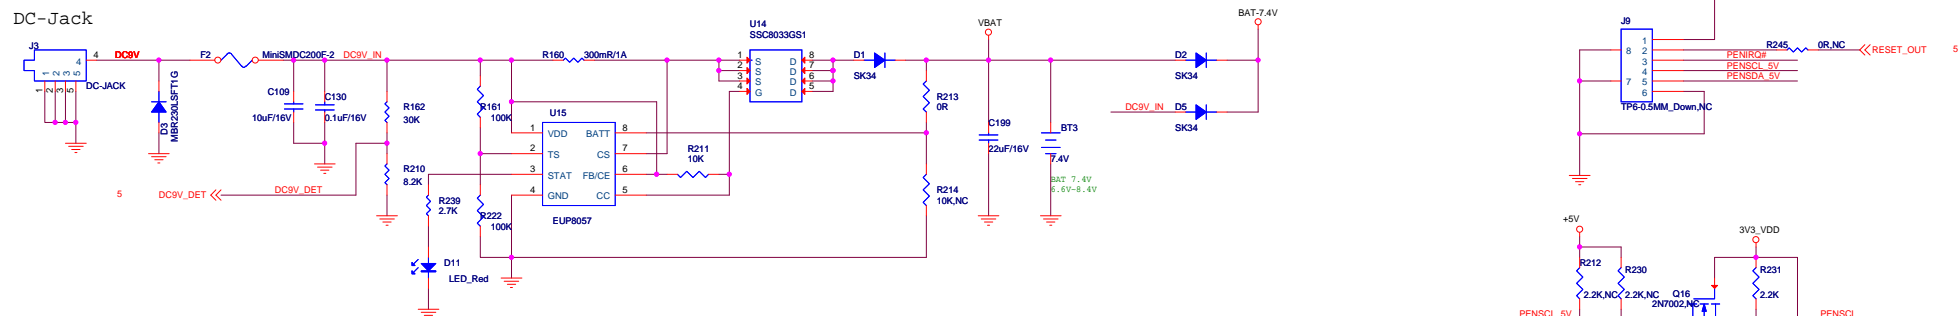 DC-Jack
J3
4
DC9V
4
1
2
3
5
1
2
3
5
DC-JACK
D3
MBR230LSFT1G
F2
MiniSMDC200F-2
DC9V_IN
C109
10uF/16V
C130
0.1uF/16V
R162
30K
R210
8.2K
5
DC9V_DET
DC9V_DET
R161
100K
R222
100K
R239
2.7K
D11
LED_Red
R160
300mR/1A
U15
1
VDD
BATT
8
2
TS
CS
7
3
STAT
FB/CE
6
4
GND
CC
5
EUP8057
R211
10K
U14
SSC8033GS1
1
S
D
8
2
S
D
7
3
S
D
6
4
G
D
5
D1
SK34
R213
0R
R214
10K,NC
VBAT
C199
22uF/16V
BT3
7.4V
BAT 7.4V
6.6V-8.4V
BAT-7.4V
D2
SK34
DC9V_IN
D5
SK34
J9
1
8
2
3
4
7
5
6
TP6-0.5MM_Down,NC
R245
0R,NC
RESET_OUT
5
PENIRQ#
PENSCL_5V
PENSDA_5V
+5V
3V3_VDD
R212
2.2K,NC
R230
2.2K,NC
Q16
2N7002,NC
R231
2.2K
PENSCL_5V
PENSCL